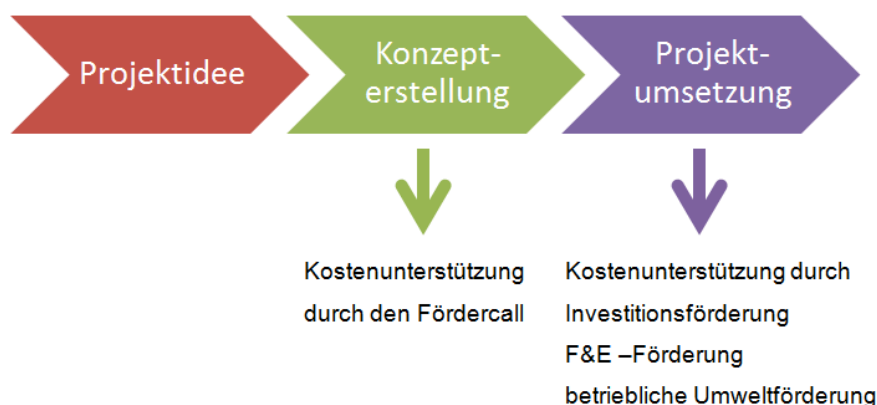 Projektidee
Konzept-
erstellung
Projekt-
umsetzung
Kostenunterstützung
durch den Fördercall
Kostenunterstützung durch
Investitionsförderung
F&E –Förderung
betriebliche Umweltförderung